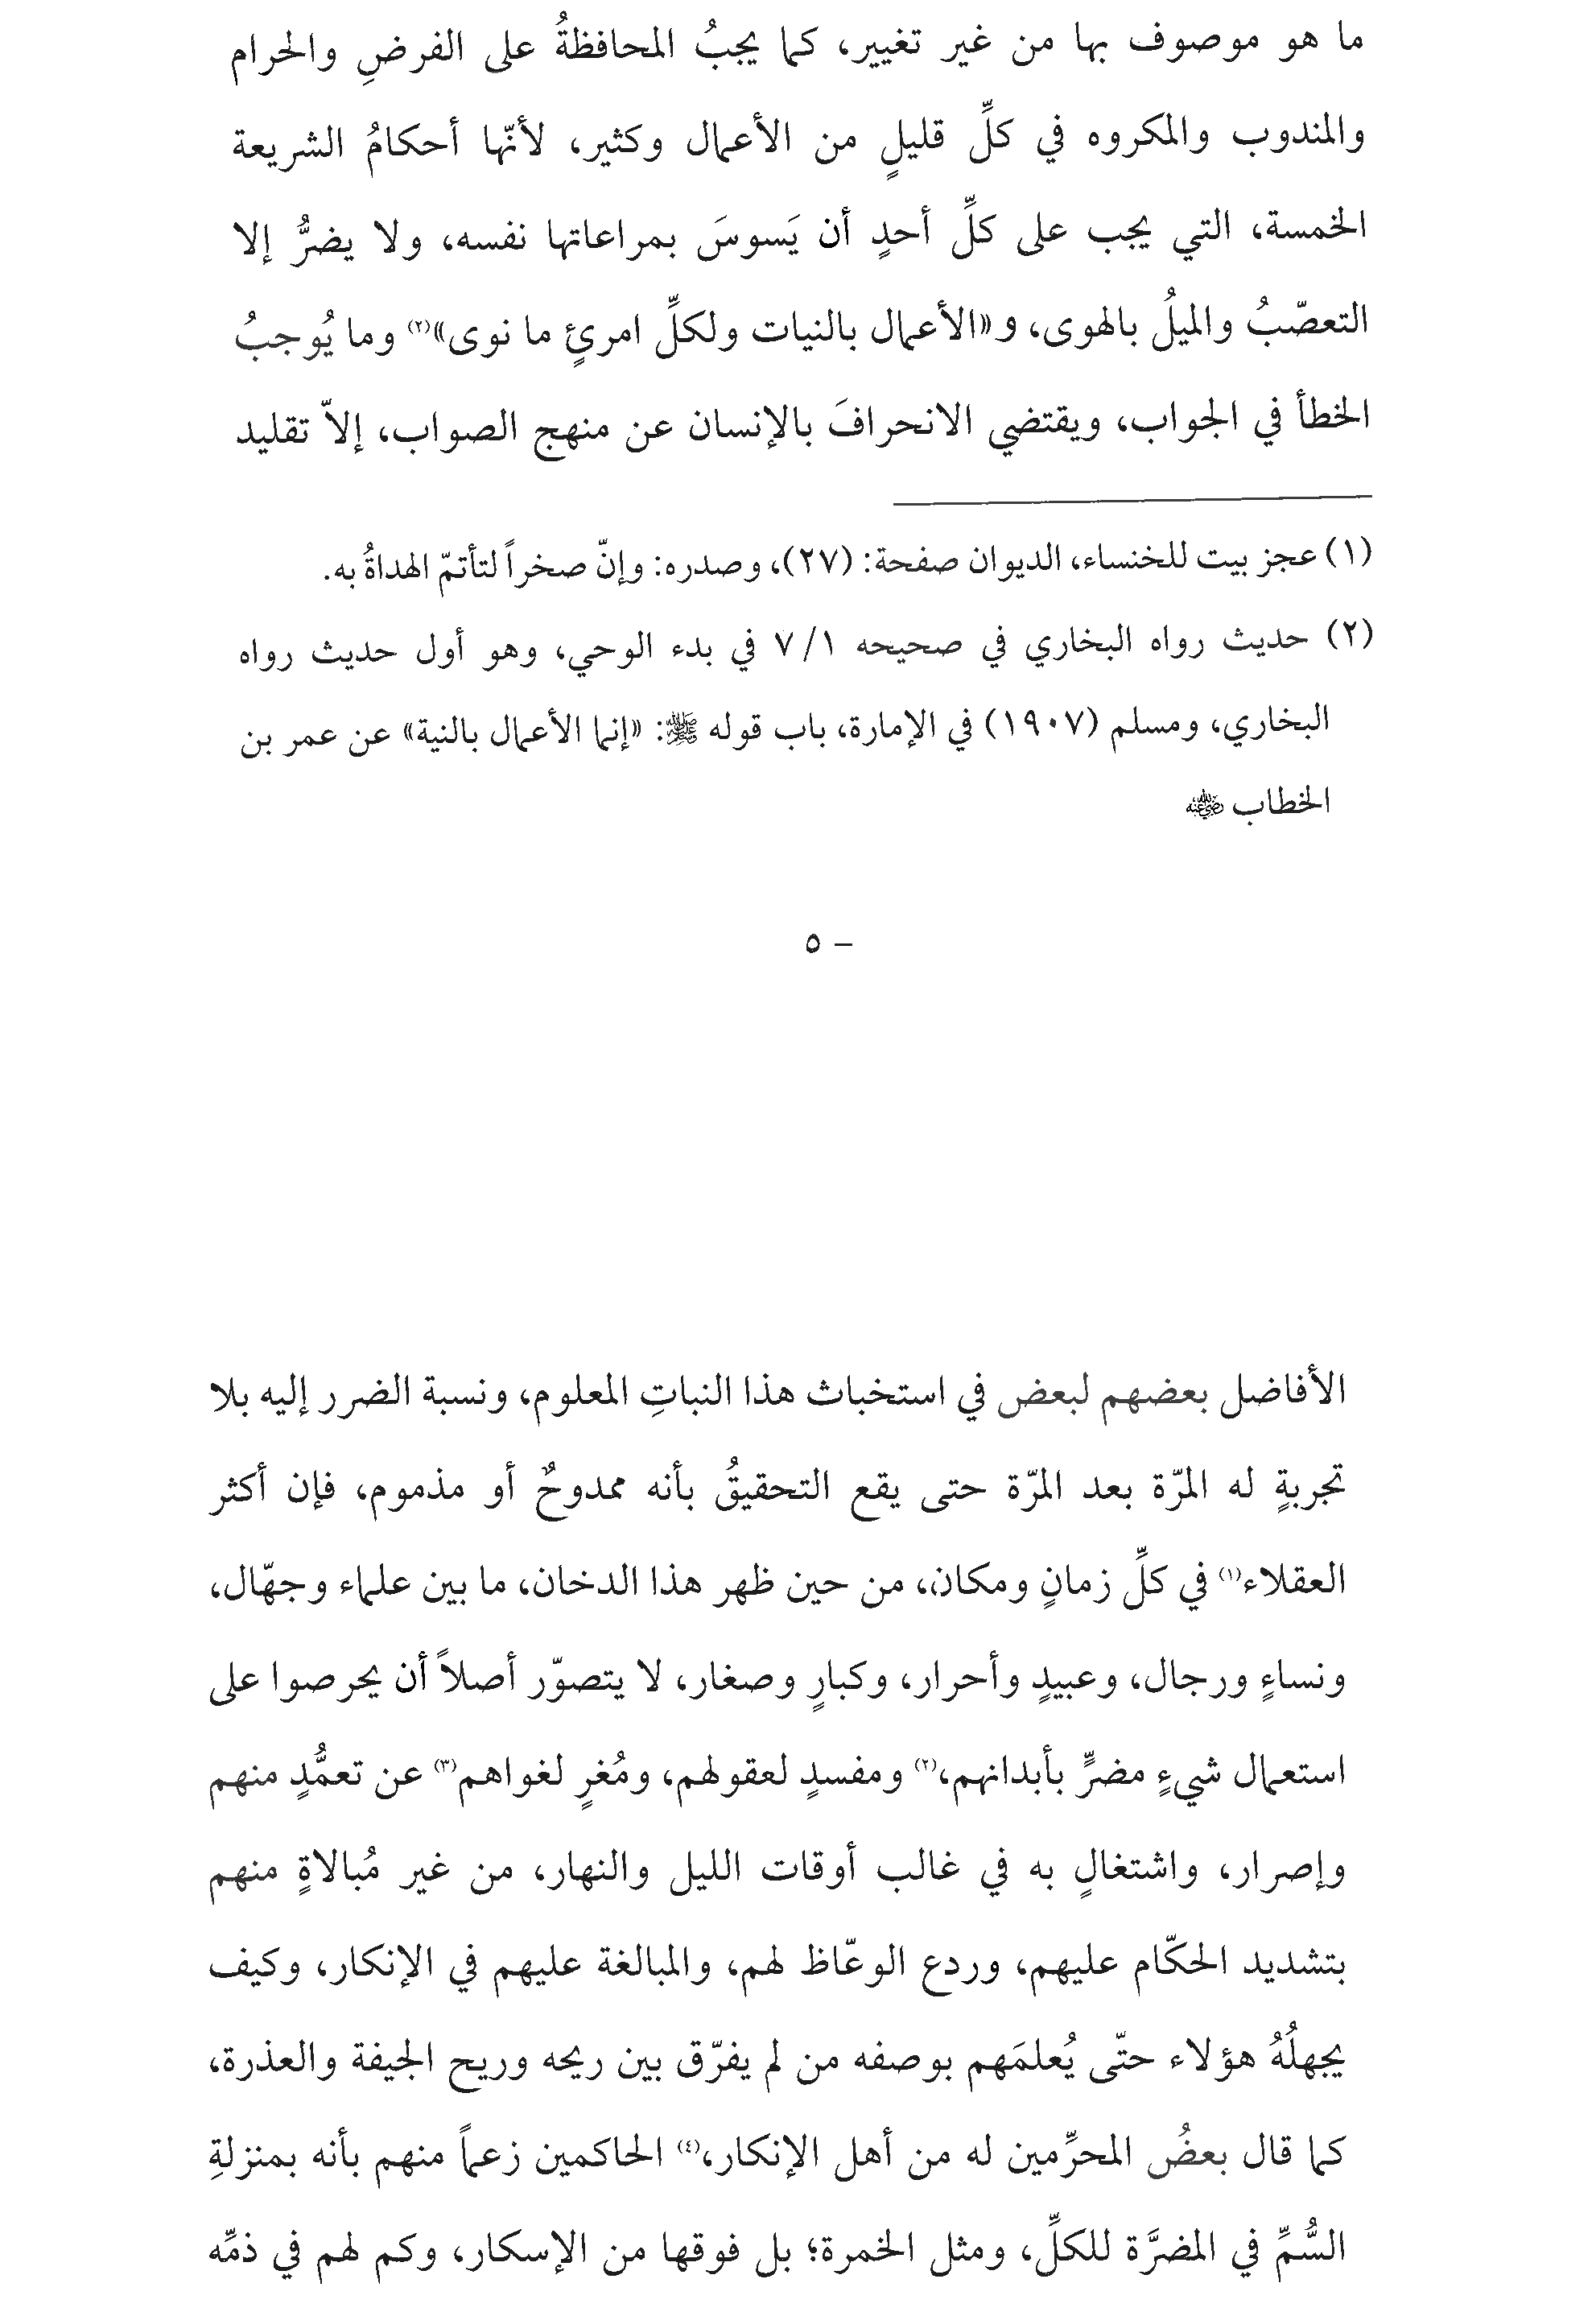 ما هو موصوف بها من غير تغيير، كما يجبُ المحافظةُ على الفرضِ والحرام
والمندوب والمكروه في كلِّ قليلٍ من الأعمال وكثير، لأنّها أحكامُ الشريعة
الخمسة، التي يجب على كلِّ أحدٍ أن يَسوسَ بمراعاتها نفسه، ولا يضرُّ إلا
التعصّبُ والميلُ بالهوى، و«الأعمال بالنيات ولكلِّ امرئٍ ما نوى»(٢) وما يُوجبُ
الخطأ في الجواب، ويقتضي الانحرافَ بالإنسان عن منهج الصواب، إلاّ تقليد
(١) عجز بيت للخنساء، الديوان صفحة: (٢٧)، وصدره: وإنّ صخراً لتأتمّ الهداةُ به.
(٢) حديث رواه البخاري في صحيحه ١/ ٧ في بدء الوحي، وهو أول حديث رواه
البخاري، ومسلم (١٩٠٧) في الإمارة، باب قوله ﷺ: «إنما الأعمال بالنية» عن عمر بن
الخطاب رضي الله عنه
– ٥
الأفاضل بعضهم لبعض في استخباث هذا النباتِ المعلوم، ونسبة الضرر إليه بلا
تجربةٍ له المرّة بعد المرّة حتى يقع التحقيقُ بأنه ممدوحٌ أو مذموم، فإن أكثر
العقلاء(١) في كلِّ زمانٍ ومكان، من حين ظهر هذا الدخان، ما بين علماء وجهّال،
ونساءٍ ورجال، وعبيدٍ وأحرار، وكبارٍ وصغار، لا يتصوّر أصلاً أن يحرصوا على
استعمال شيءٍ مضرٍّ بأبدانهم،(٢) ومفسدٍ لعقولهم، ومُغرٍ لغواهم(٣) عن تعمُّدٍ منهم
وإصرار، واشتغالٍ به في غالب أوقات الليل والنهار، من غير مُبالاةٍ منهم
بتشديد الحكّام عليهم، وردع الوعّاظ لهم، والمبالغة عليهم في الإنكار، وكيف
يجهلُهُ هؤلاء حتّى يُعلمَهم بوصفه من لم يفرّق بين ريحه وريح الجيفة والعذرة،
كما قال بعضُ المحرِّمين له من أهل الإنكار،(٤) الحاكمين زعماً منهم بأنه بمنزلةِ
السُّمِّ في المضرَّة للكلِّ، ومثل الخمرة؛ بل فوقها من الإسكار، وكم لهم في ذمِّه